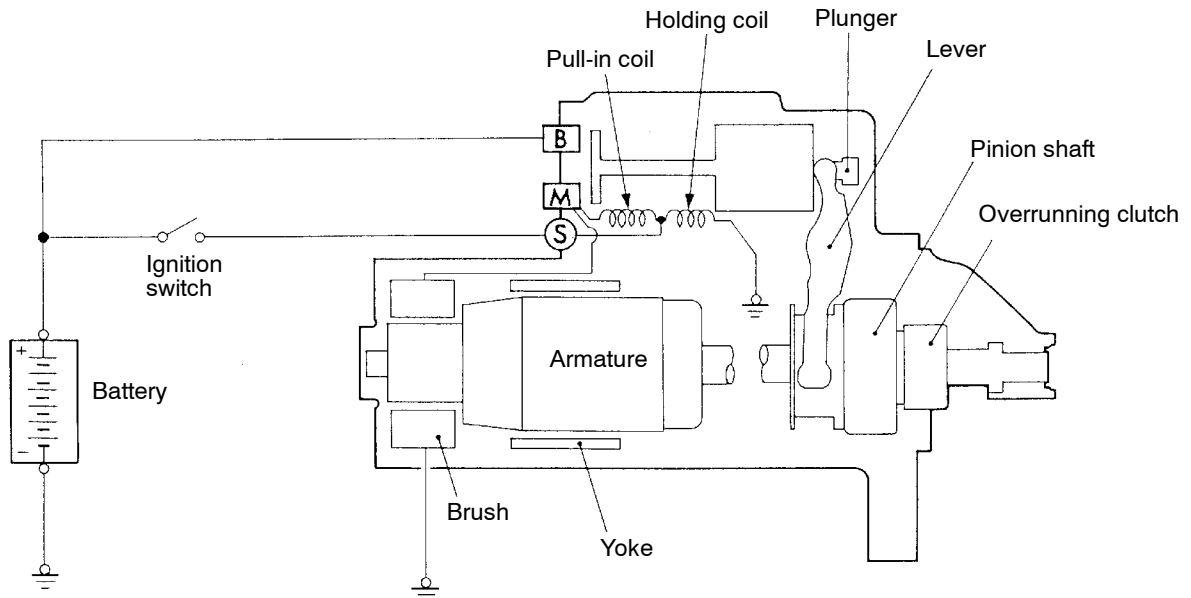 Holding coil
Plunger
Pull-in coil
Lever
B
Pinion shaft
M
Overrunning clutch
S
Ignition
switch
+
Armature
Battery
−
Brush
Yoke